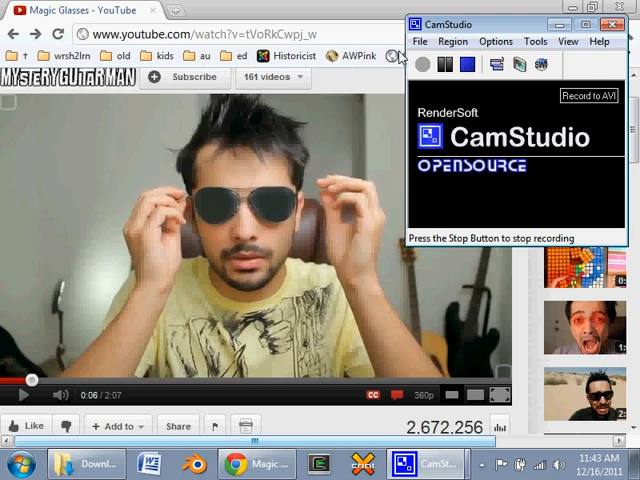 Magic Glasses - YouTube
www.youtube.com/watch?v=tVoRkCwpj_w
wrsh2lrn
old
kids
au
ed
Historicist
AWPink
MYSTERYGUITARMAN
Subscribe
161 videos
CamStudio
File Region Options Tools View Help
Record to AVI
RenderSoft
CamStudio
OPENSOURCE
Press the Stop Button to stop recording
0:06 / 2:07
CC
360p
Like
Add to
Share
2,672,256
Downl...
Magic ...
CamSt...
11:43 AM
12/16/2011